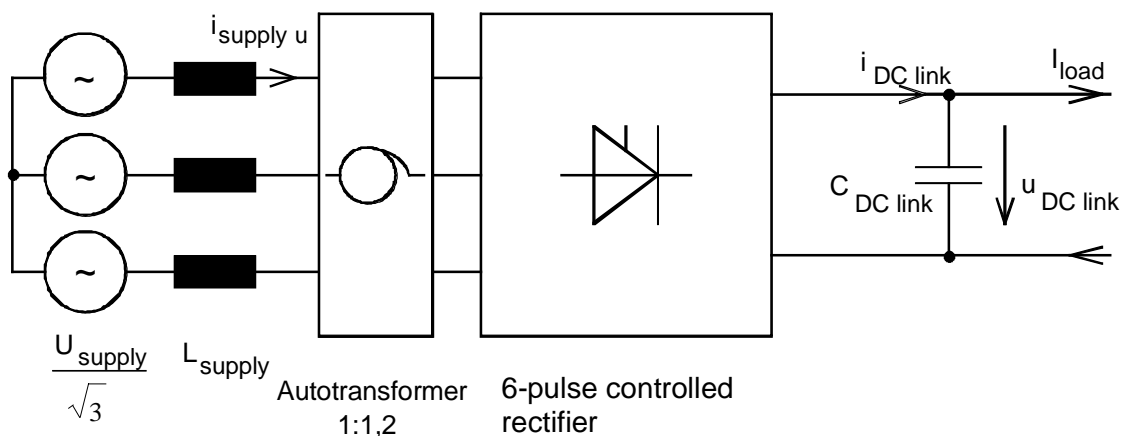 i supply u
~
~
~
U supply
√3
L supply
Autotransformer
1:1,2
6-pulse controlled
rectifier
i DC link
I load
C DC link
u DC link